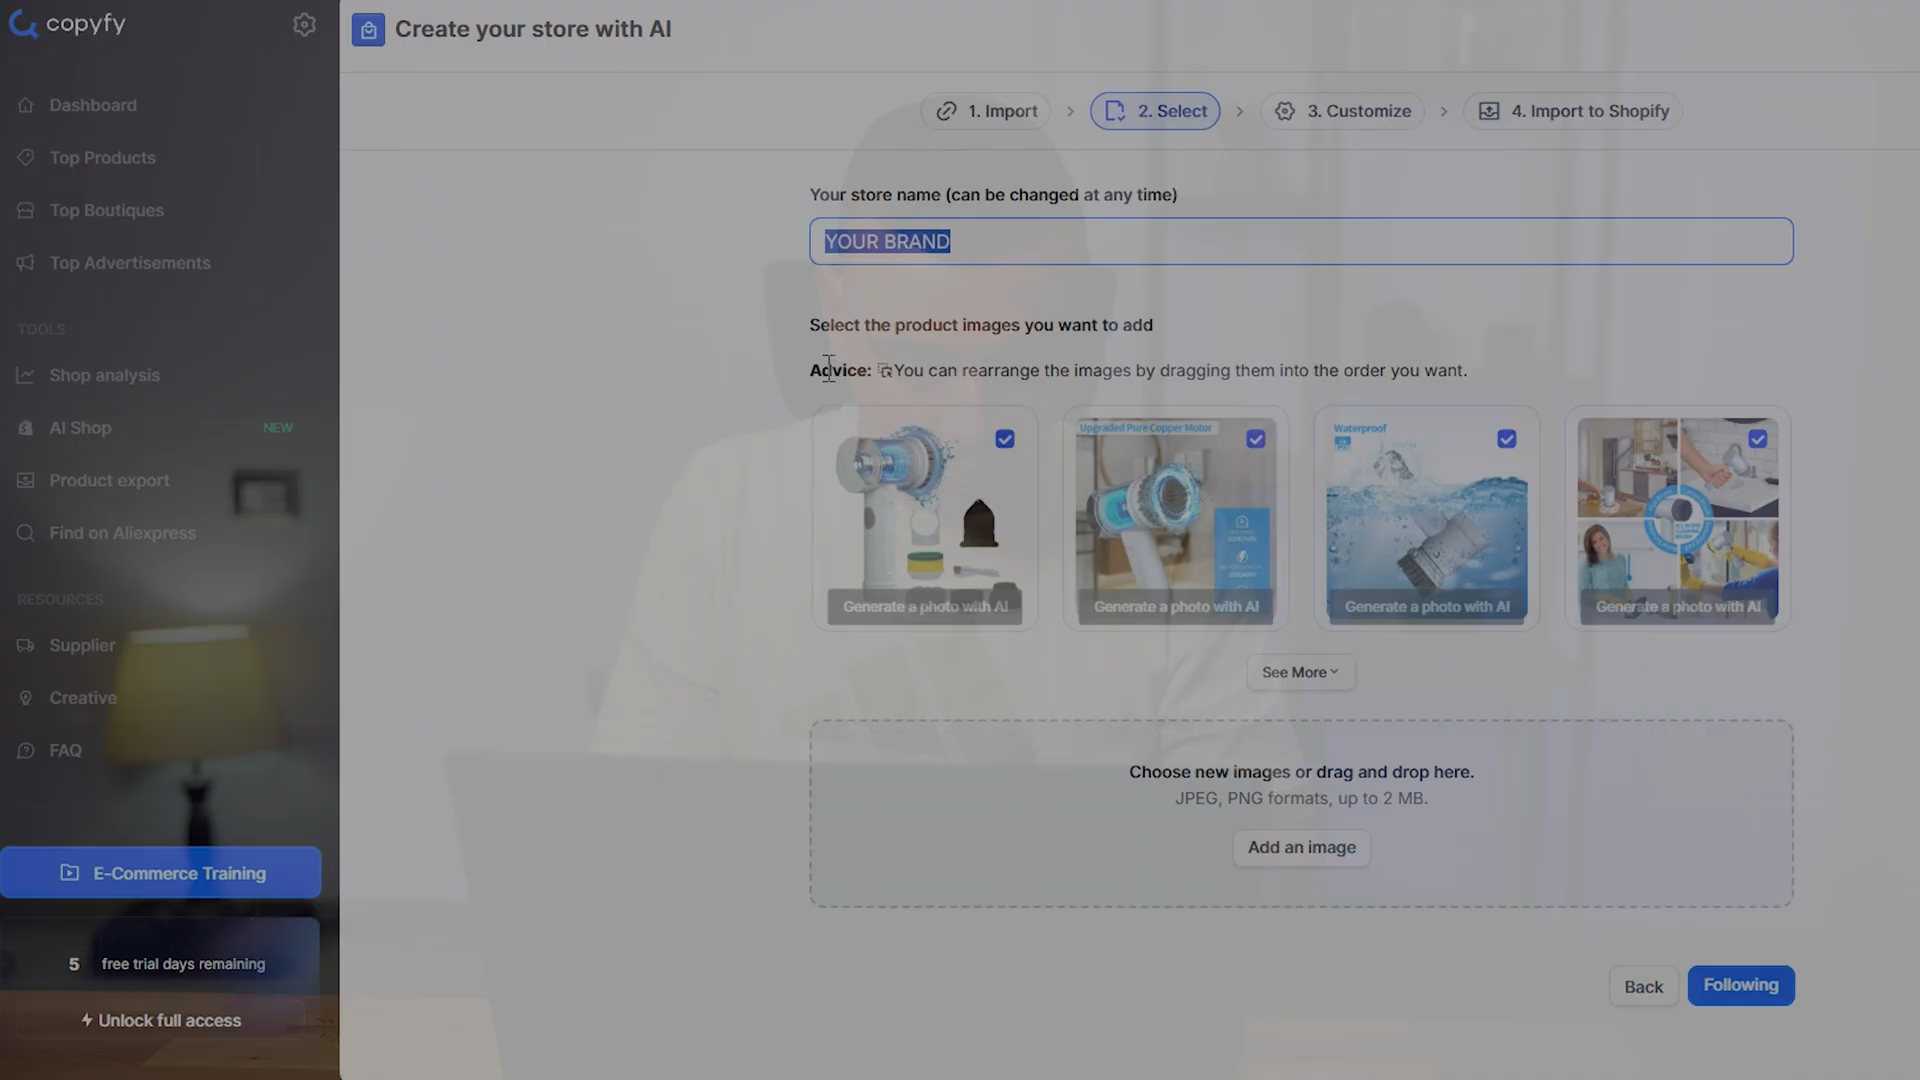 copyfy
Create your store with AI
Dashboard
Top Products
Top Boutiques
Top Advertisements
TOOLS
Shop analysis
AI Shop NEW
Product export
Find on Aliexpress
RESOURCES
Supplier
Creative
FAQ
E-Commerce Training
5 free trial days remaining
Unlock full access
1. Import
2. Select
3. Customize
4. Import to Shopify
Your store name (can be changed at any time)
YOUR BRAND
Select the product images you want to add
Advice: You can rearrange the images by dragging them into the order you want.
Upgraded Pure Copper Motor
Waterproof
Generate a photo with AI
Generate a photo with AI
Generate a photo with AI
Generate a photo with AI
See More
Choose new images or drag and drop here.
JPEG, PNG formats, up to 2 MB.
Add an image
Back
Following